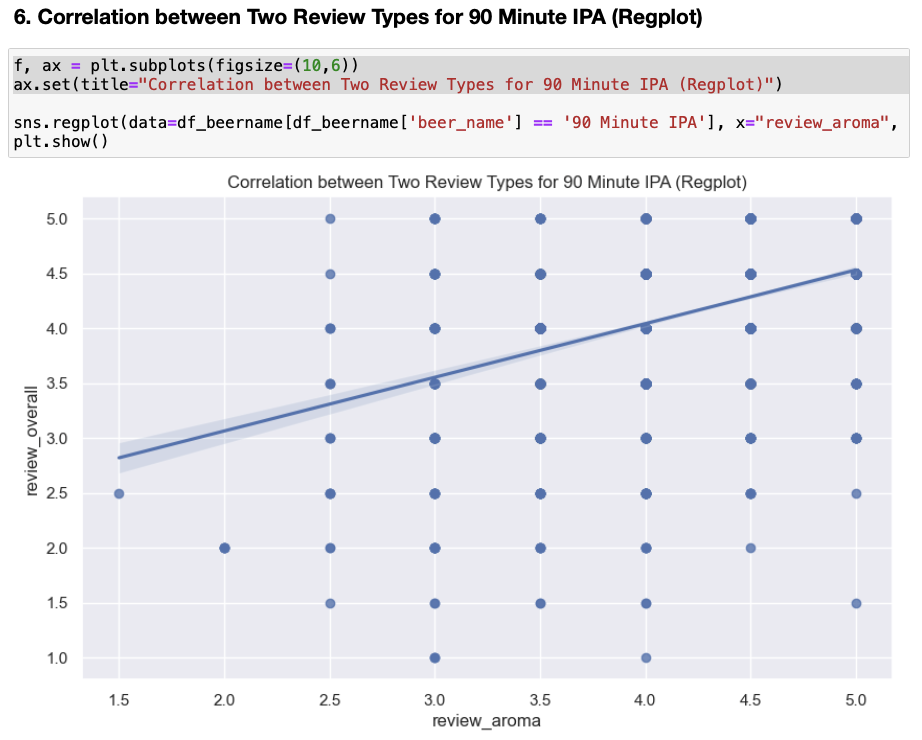 6. Correlation between Two Review Types for 90 Minute IPA (Regplot)
f, ax = plt.subplots(figsize=(10,6))
ax.set(title="Correlation between Two Review Types for 90 Minute IPA (Regplot)")
sns.regplot(data=df_beername[df_beername['beer_name'] == '90 Minute IPA'], x="review_aroma",
plt.show()
Correlation between Two Review Types for 90 Minute IPA (Regplot)
5.0
4.5
4.0
3.5
3.0
2.5
2.0
1.5
1.0
review_overall
1.5 2.0 2.5 3.0 3.5 4.0 4.5 5.0
review_aroma